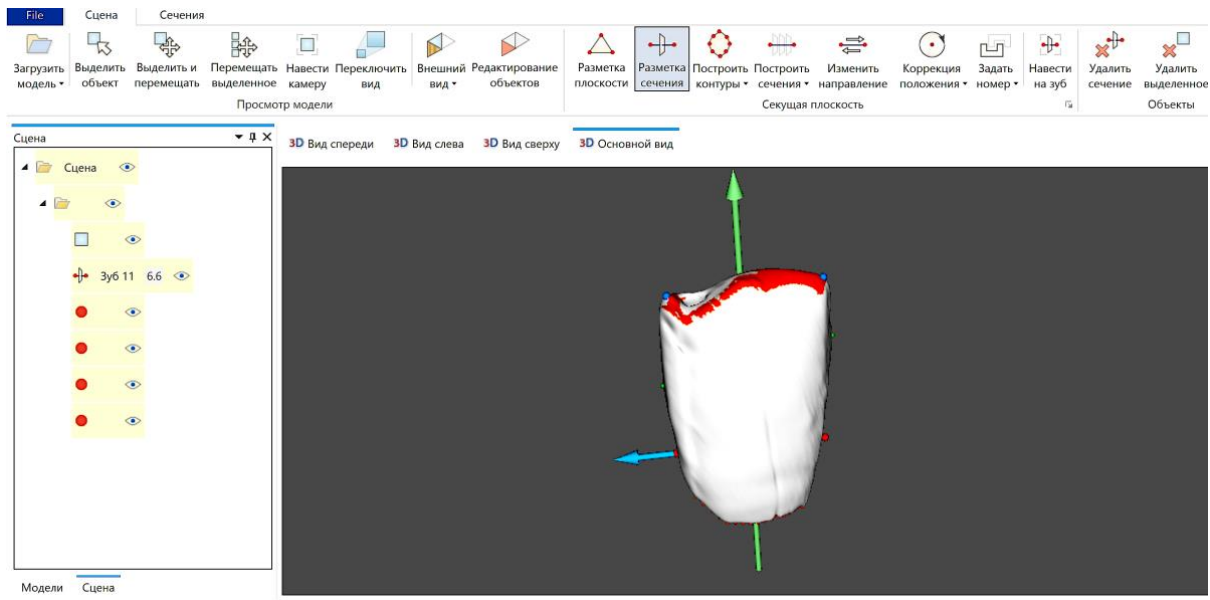 File Сцена Сечения
Загрузить модель Выделить объект Выделить и перемещать Перемещать выделенное Навести камеру Переключить вид Внешний вид Редактирование объектов Разметка плоскости Разметка сечения Построить контуры Построить сечения Изменить направление Коррекция положения Задать номер Навести на зуб Удалить сечение Удалить выделенное
Просмотр модели Секущая плоскость Объекты
Сцена 3D Вид спереди 3D Вид слева 3D Вид сверху 3D Основной вид
Сцена
Зуб 11 6.6
Модели Сцена